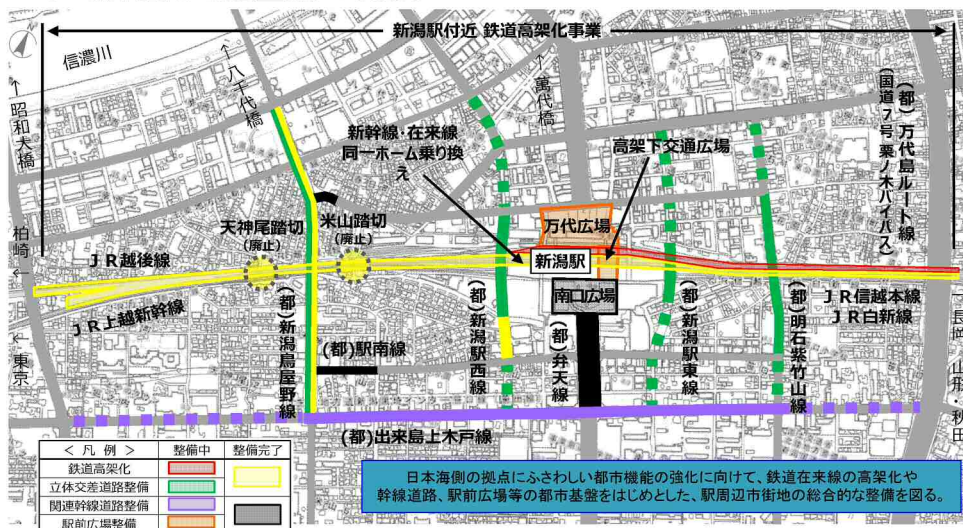 新潟駅付近 鉄道高架化事業
信濃川
↑昭和大橋
↑八千代橋
↑萬代橋
(都)万代島ルート線
(国道7号 栗ノ木バイパス)
新幹線・在来線
同一ホーム乗り換
え
高架下交通広場
天神尾踏切
(廃止)
米山踏切
(廃止)
万代広場
新潟駅
南口広場
柏崎
←
JR越後線
JR上越新幹線
JR信越本線
JR白新線
←東京
(都)新潟鳥屋野線
(都)駅南線
(都)新潟駅西線
(都)弁天線
(都)新潟駅東線
(都)明石紫竹山線
長岡・山形・秋田
(都)出来島上木戸線
<凡例> 整備中 整備完了
鉄道高架化
立体交差道路整備
関連幹線道路整備
駅前広場整備
日本海側の拠点にふさわしい都市機能の強化に向けて、鉄道在来線の高架化や
幹線道路、駅前広場等の都市基盤をはじめとした、駅周辺市街地の総合的な整備を図る。